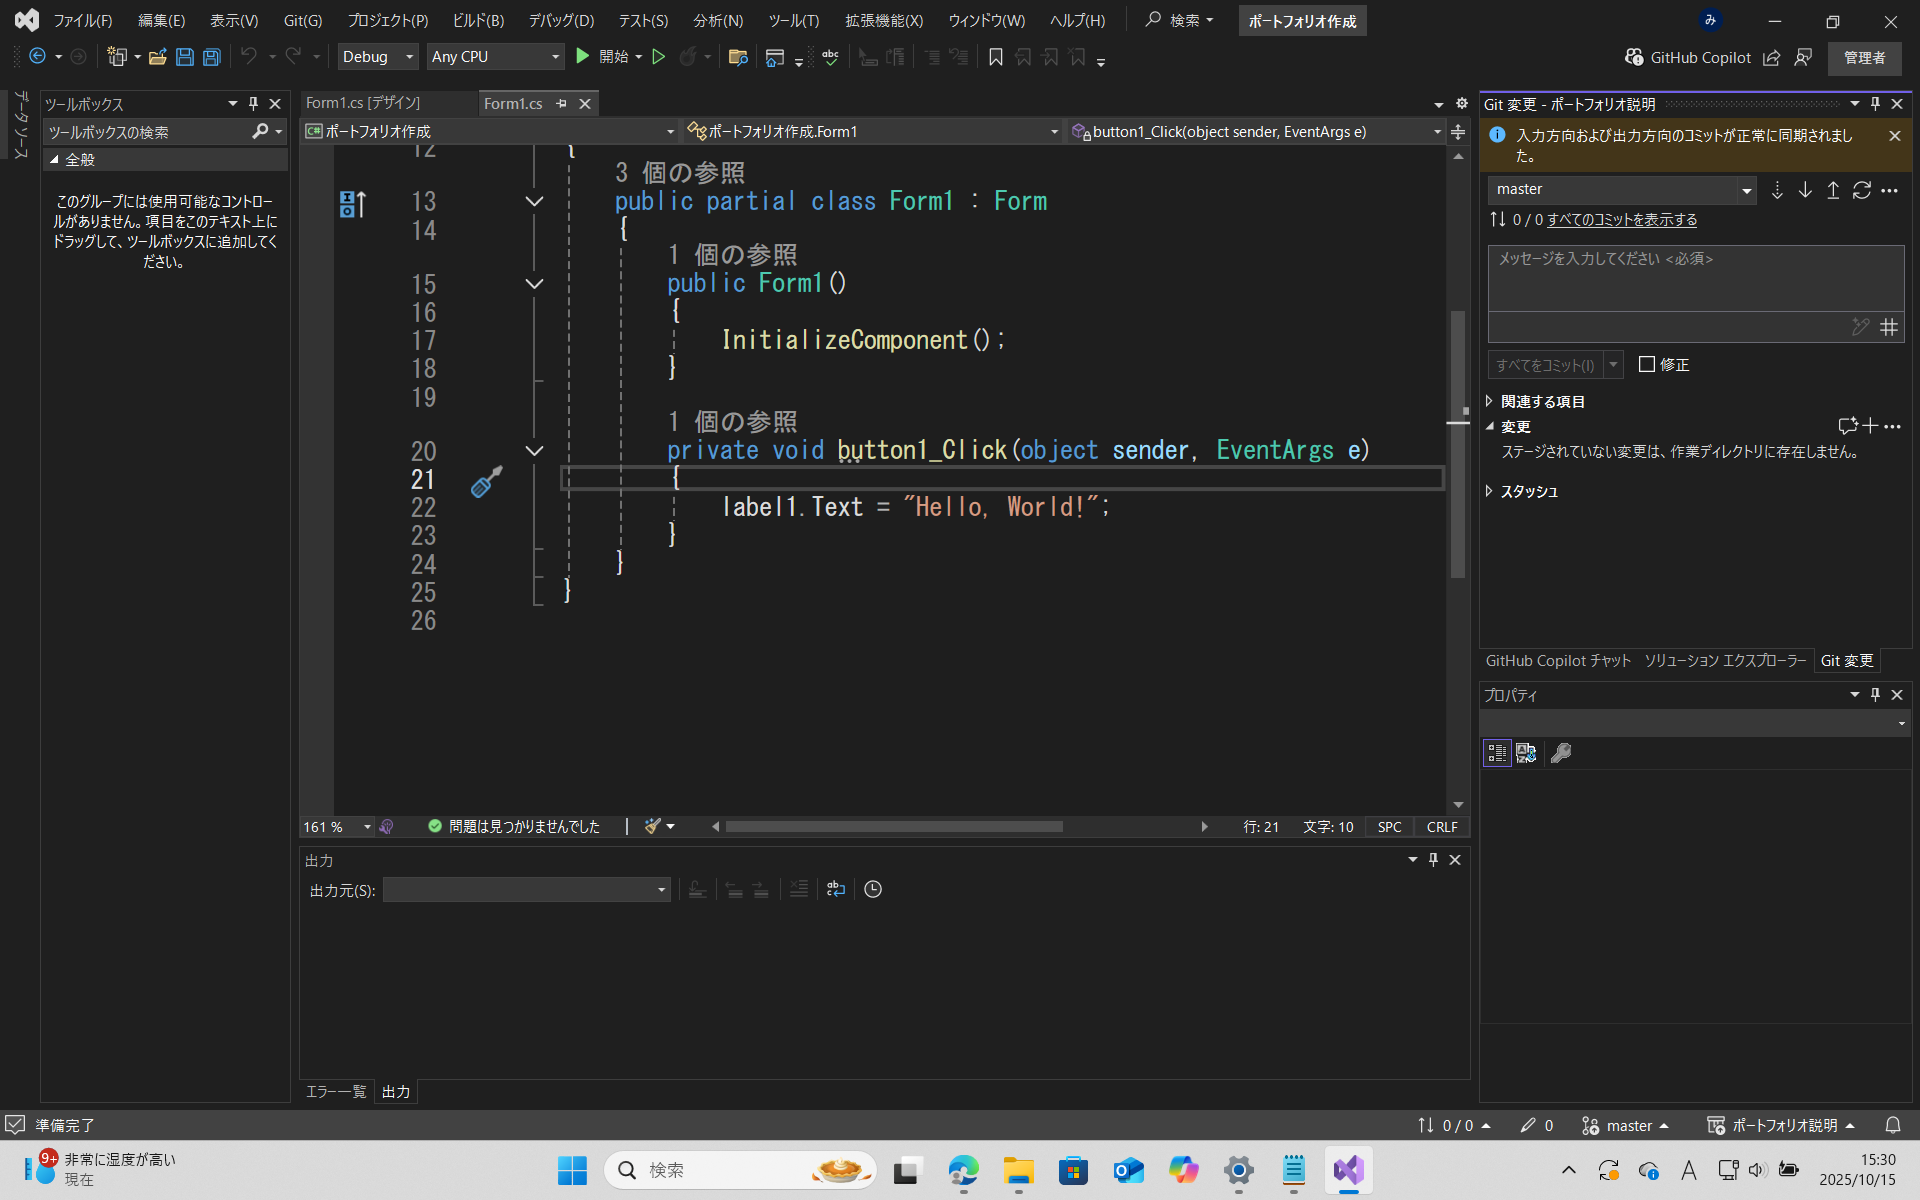 ファイル(F) 編集(E) 表示(V) Git(G) プロジェクト(P) ビルド(B) デバッグ(D) テスト(S) 分析(N) ツール(T) 拡張機能(X) ウィンドウ(W) ヘルプ(H) 検索 ポートフォリオ作成 み
Debug Any CPU 開始 abc GitHub Copilot 管理者
データ ソース
ツールボックス
ツールボックスの検索
全般
このグループには使用可能なコントロー
ルがありません。項目をこのテキスト上に
ドラッグして、ツールボックスに追加してく
ださい。
Form1.cs [デザイン] Form1.cs
C# ポートフォリオ作成 ポートフォリオ作成.Form1 button1_Click(object sender, EventArgs e)
12 {
3 個の参照
13 public partial class Form1 : Form
14 {
1 個の参照
15 public Form1()
16 {
17 InitializeComponent();
18 }
19
1 個の参照
20 private void button1_Click(object sender, EventArgs e)
21 {
22 label1.Text = "Hello, World!";
23 }
24 }
25 }
26
161 % 問題は見つかりませんでした 行: 21 文字: 10 SPC CRLF
出力
出力元(S):
エラー一覧 出力
Git 変更 - ポートフォリオ説明
入力方向および出力方向のコミットが正常に同期されまし
た。
master
0 / 0 すべてのコミットを表示する
メッセージを入力してください <必須>
すべてをコミット(I) 修正
関連する項目
変更
ステージされていない変更は、作業ディレクトリに存在しません。
スタッシュ
GitHub Copilot チャット ソリューション エクスプローラー Git 変更
プロパティ
準備完了 0 / 0 0 master ポートフォリオ説明
9+ 非常に湿度が高い
現在
検索
A
15:30
2025/10/15